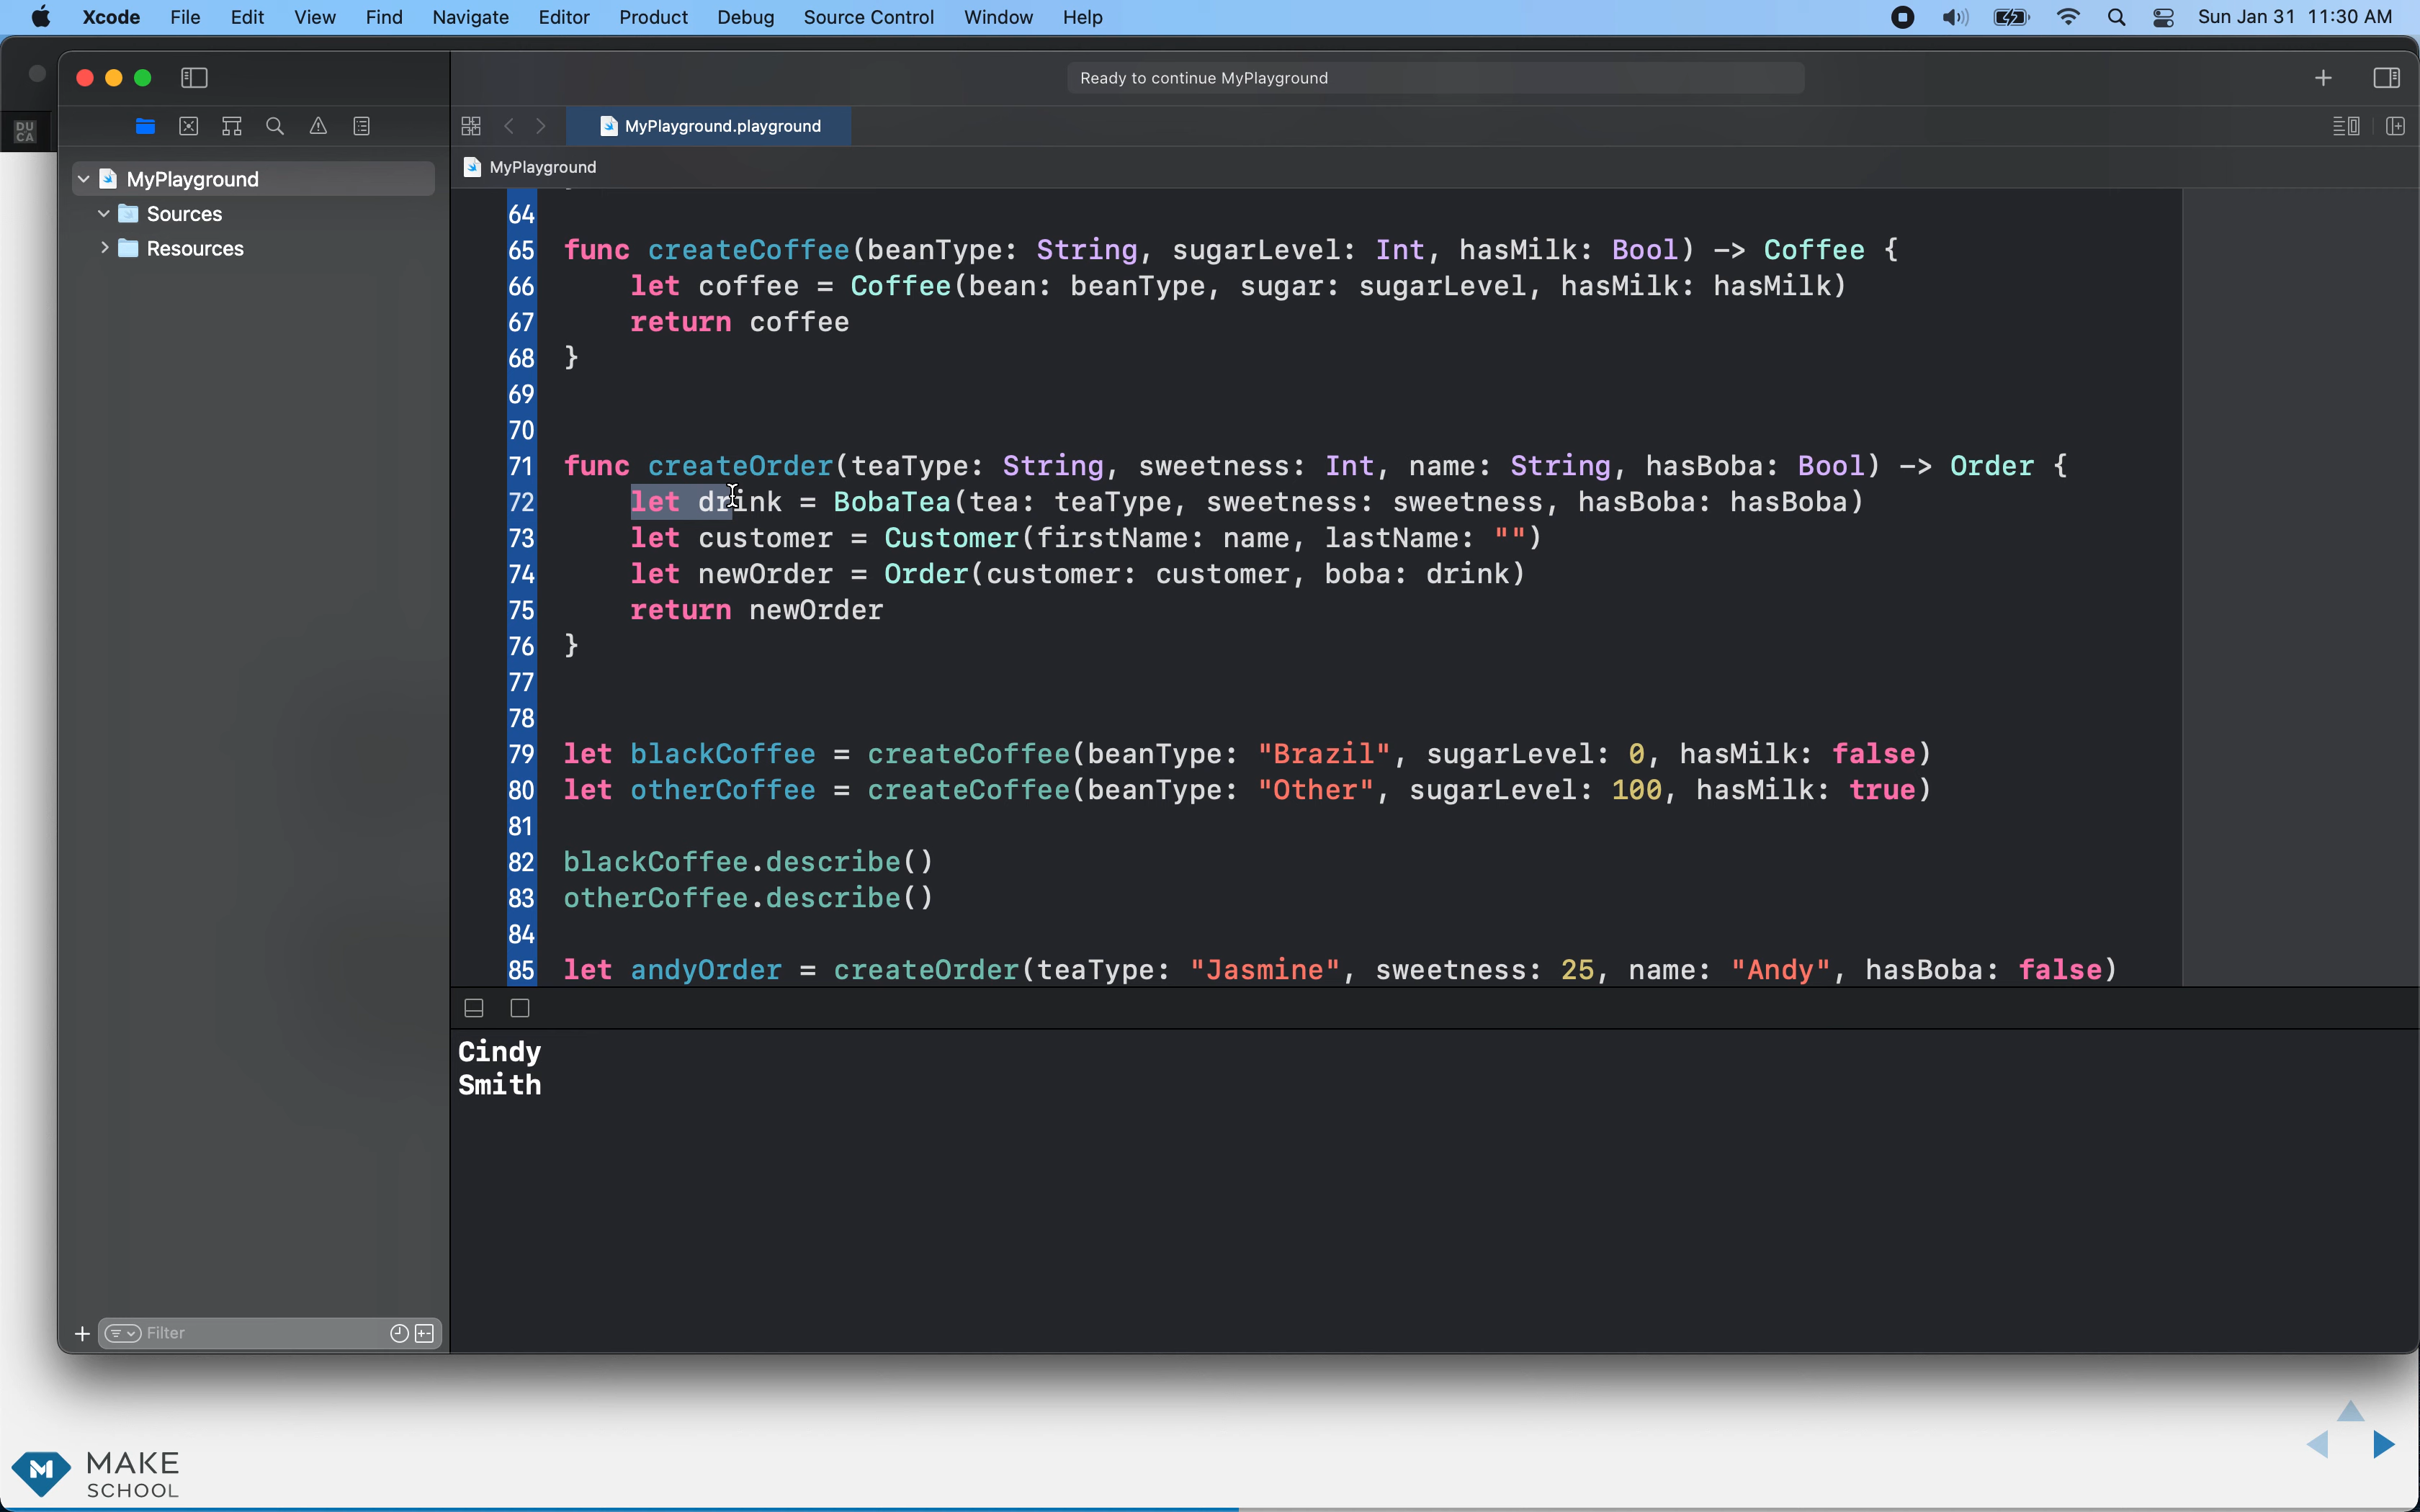 Xcode File Edit View Find Navigate Editor Product Debug Source Control Window Help Sun Jan 31 11:30 AM
Ready to continue MyPlayground
DU
CA
MyPlayground.playground
MyPlayground
MyPlayground
Sources
Resources
64
65 func createCoffee(beanType: String, sugarLevel: Int, hasMilk: Bool) -> Coffee {
66 let coffee = Coffee(bean: beanType, sugar: sugarLevel, hasMilk: hasMilk)
67 return coffee
68 }
69
70
71 func createOrder(teaType: String, sweetness: Int, name: String, hasBoba: Bool) -> Order {
72 let drink = BobaTea(tea: teaType, sweetness: sweetness, hasBoba: hasBoba)
73 let customer = Customer(firstName: name, lastName: "")
74 let newOrder = Order(customer: customer, boba: drink)
75 return newOrder
76 }
77
78
79 let blackCoffee = createCoffee(beanType: "Brazil", sugarLevel: 0, hasMilk: false)
80 let otherCoffee = createCoffee(beanType: "Other", sugarLevel: 100, hasMilk: true)
81
82 blackCoffee.describe()
83 otherCoffee.describe()
84
85 let andyOrder = createOrder(teaType: "Jasmine", sweetness: 25, name: "Andy", hasBoba: false)
Cindy
Smith
Filter
M MAKE
SCHOOL